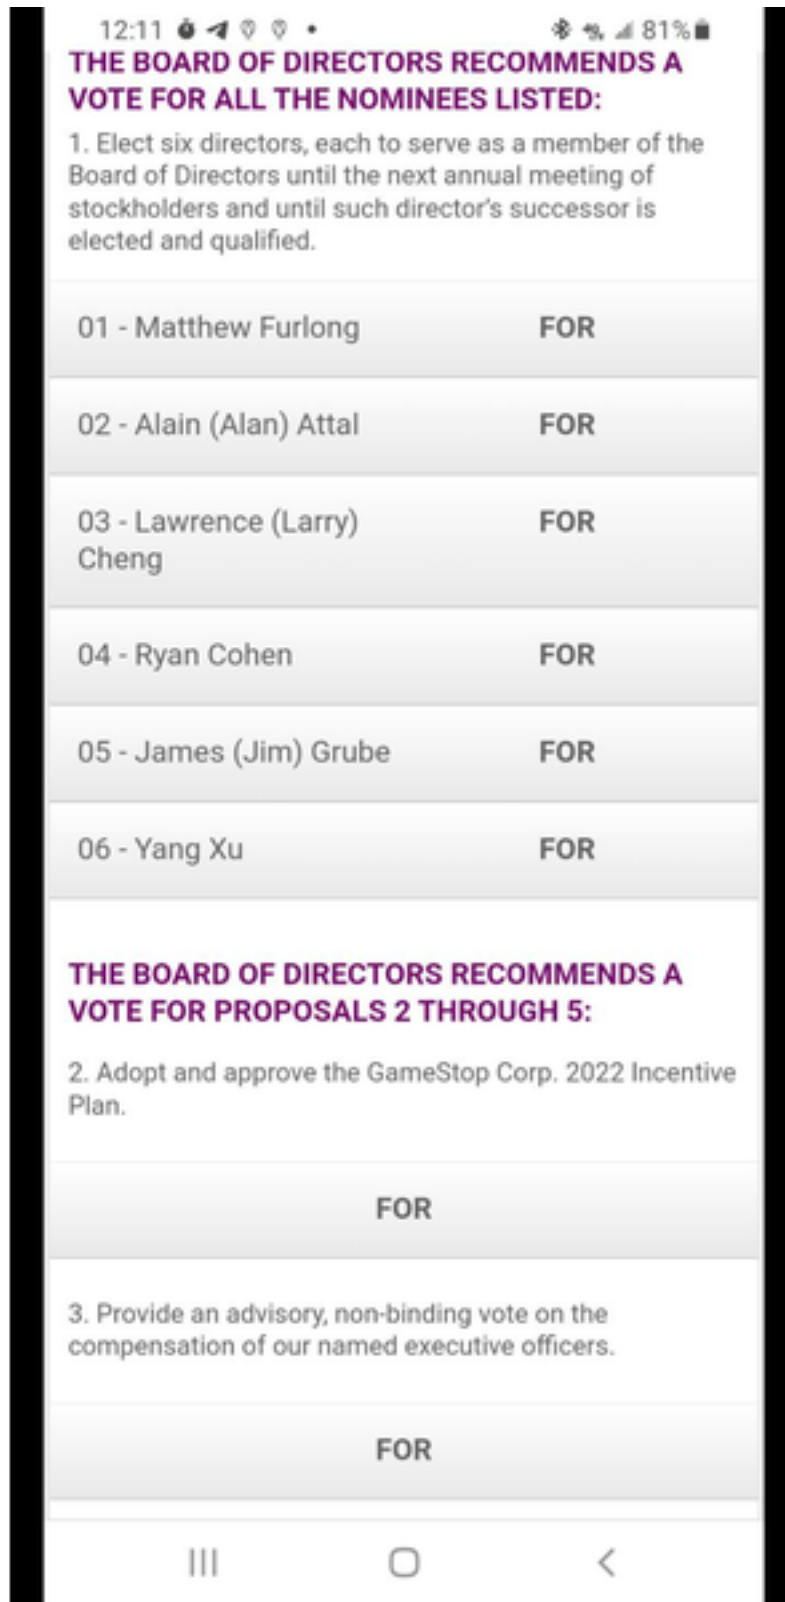 12:11 81%
THE BOARD OF DIRECTORS RECOMMENDS A
VOTE FOR ALL THE NOMINEES LISTED:
1. Elect six directors, each to serve as a member of the
Board of Directors until the next annual meeting of
stockholders and until such director's successor is
elected and qualified.
01 - Matthew Furlong FOR
02 - Alain (Alan) Attal FOR
03 - Lawrence (Larry) FOR
Cheng
04 - Ryan Cohen FOR
05 - James (Jim) Grube FOR
06 - Yang Xu FOR
THE BOARD OF DIRECTORS RECOMMENDS A
VOTE FOR PROPOSALS 2 THROUGH 5:
2. Adopt and approve the GameStop Corp. 2022 Incentive
Plan.
FOR
3. Provide an advisory, non-binding vote on the
compensation of our named executive officers.
FOR